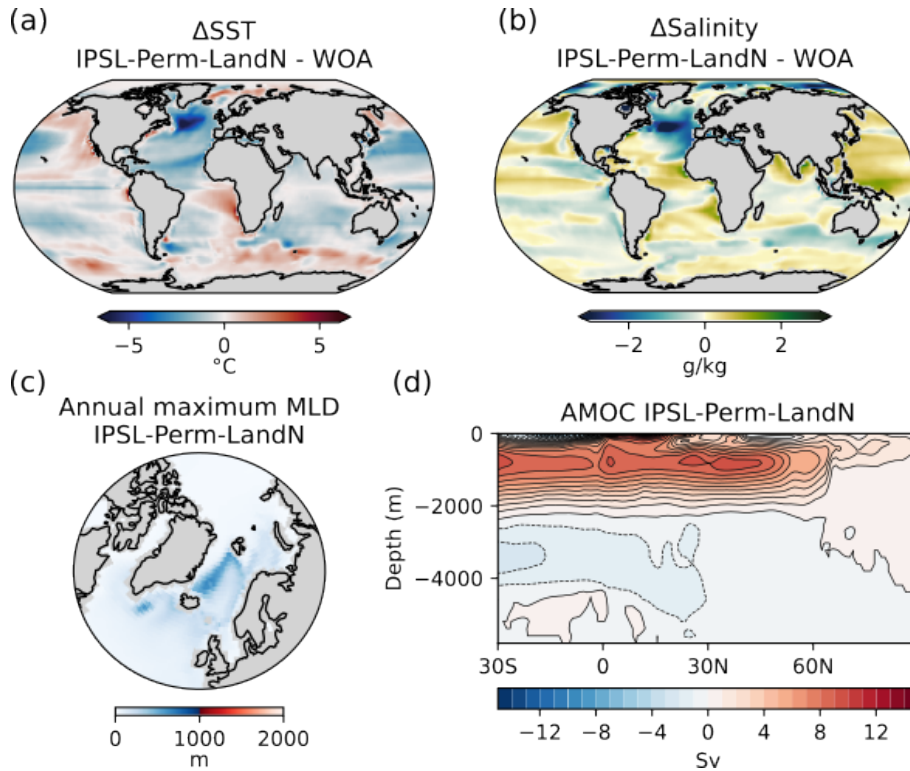 (a)
ΔSST
IPSL-Perm-LandN - WOA
−5 0 5
°C
(b)
ΔSalinity
IPSL-Perm-LandN - WOA
−2 0 2
g/kg
(c)
Annual maximum MLD
IPSL-Perm-LandN
0 1000 2000
m
(d)
AMOC IPSL-Perm-LandN
Depth (m)
0
−2000
−4000
30S 0 30N 60N
−12 −8 −4 0 4 8 12
Sv